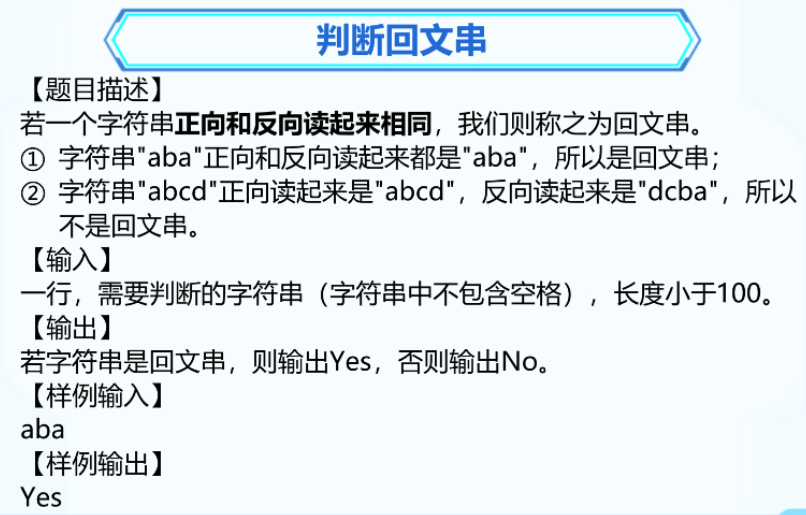 判断回文串
【题目描述】
若一个字符串正向和反向读起来相同，我们则称之为回文串。
① 字符串"aba"正向和反向读起来都是"aba"，所以是回文串；
② 字符串"abcd"正向读起来是"abcd"，反向读起来是"dcba"，所以
不是回文串。
【输入】
一行，需要判断的字符串（字符串中不包含空格），长度小于100。
【输出】
若字符串是回文串，则输出Yes，否则输出No。
【样例输入】
aba
【样例输出】
Yes